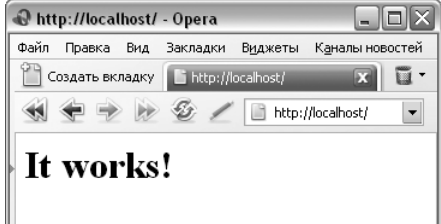 http://localhost/ - Opera
Файл Правка Вид Закладки Виджеты Каналы новостей
Создать вкладку http://localhost/
http://localhost/
It works!